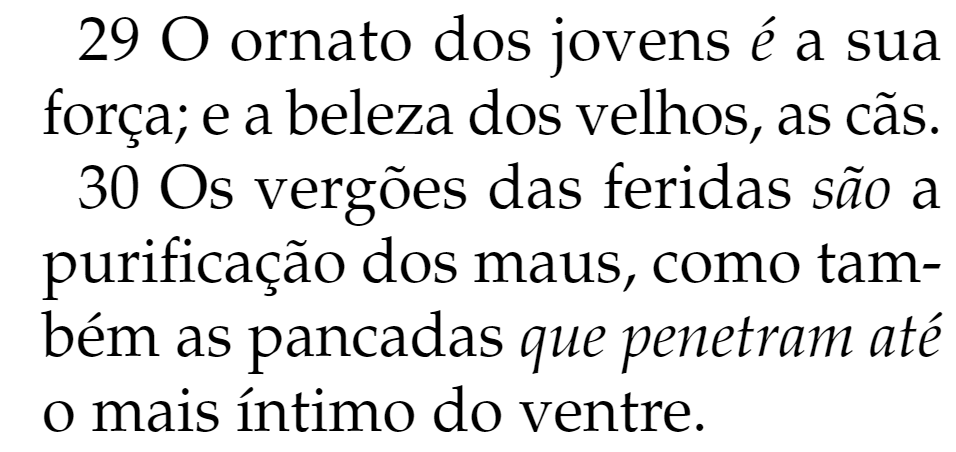 29 O ornato dos jovens é a sua
força; e a beleza dos velhos, as cãs.
30 Os vergões das feridas são a
purificação dos maus, como tam-
bém as pancadas que penetram até
o mais íntimo do ventre.